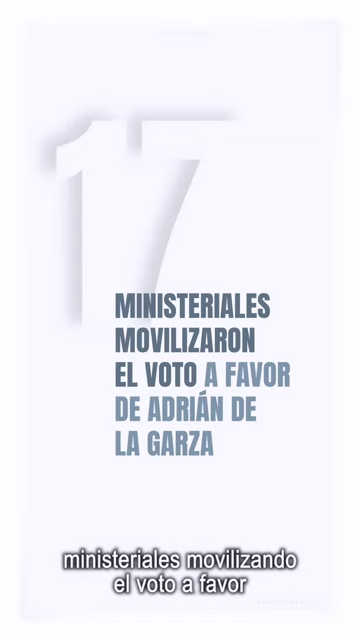 17
MINISTERIALES
MOVILIZARON
EL VOTO A FAVOR
DE ADRIÁN DE
LA GARZA
ministeriales movilizando
el voto a favor